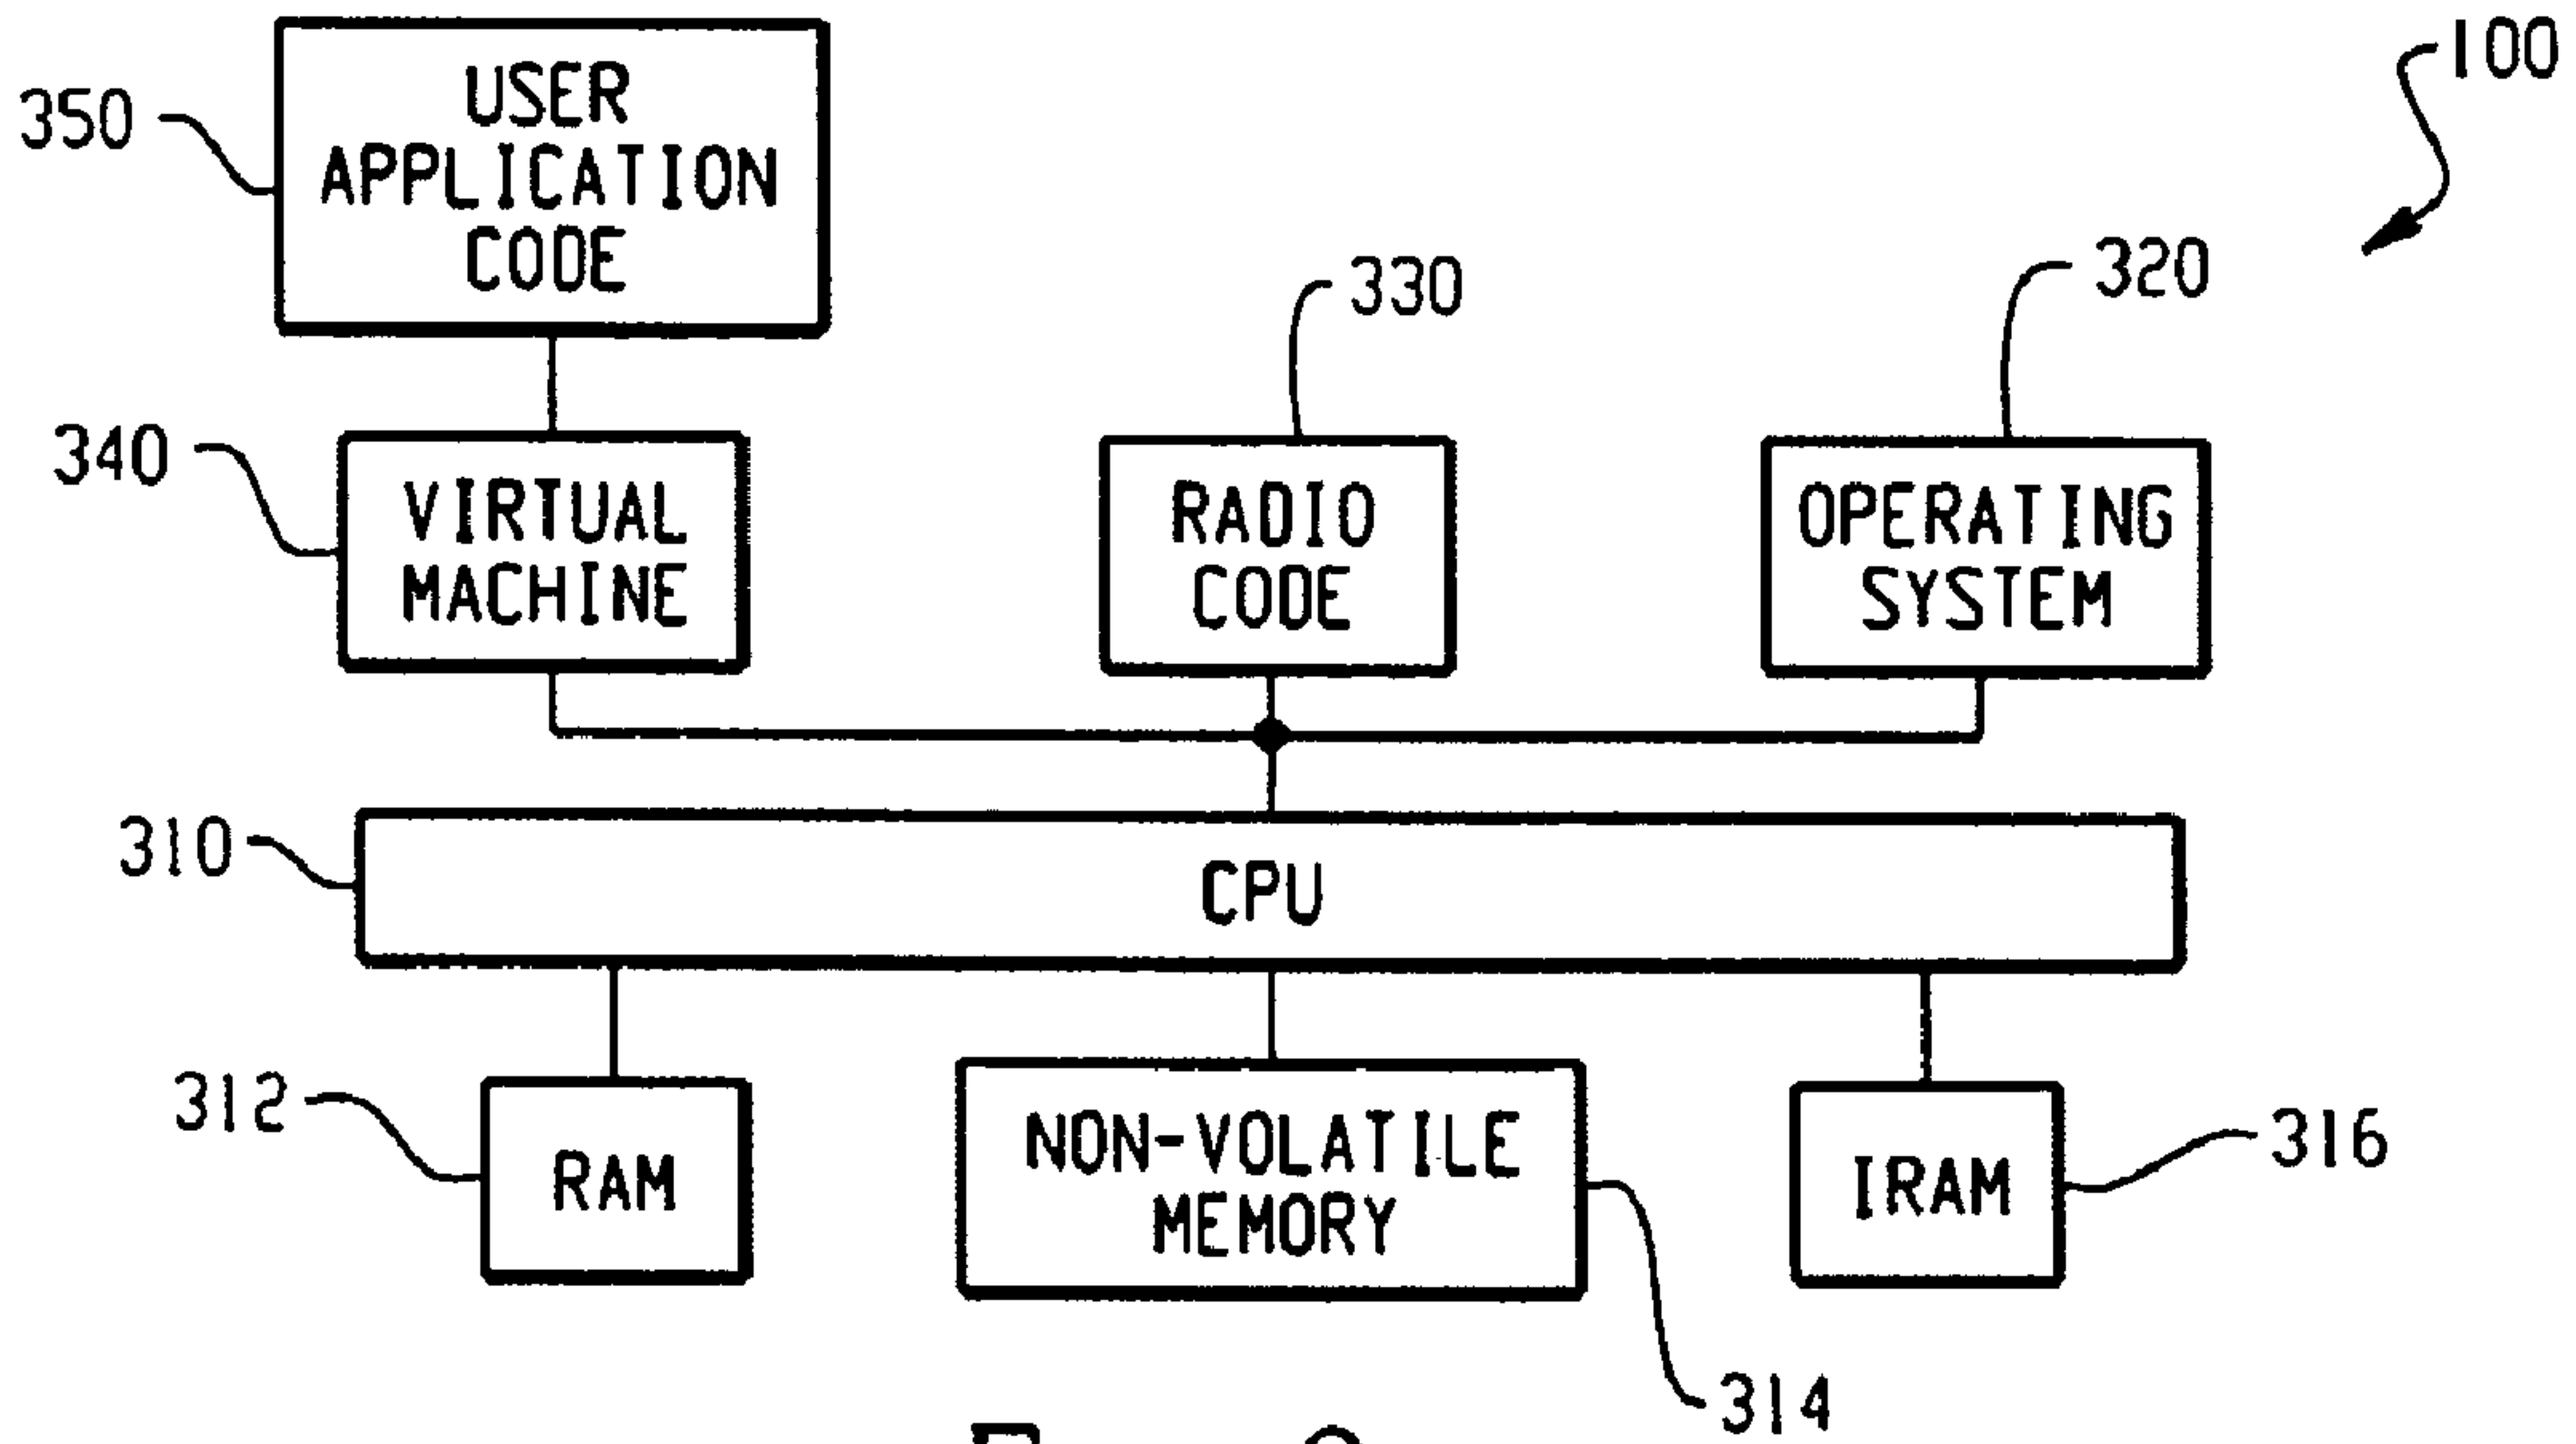 100
350
USER
APPLICATION
CODE
330
320
340
VIRTUAL
MACHINE
RADIO
CODE
OPERATING
SYSTEM
310
CPU
312
RAM
NON-VOLATILE
MEMORY
IRAM
316
314